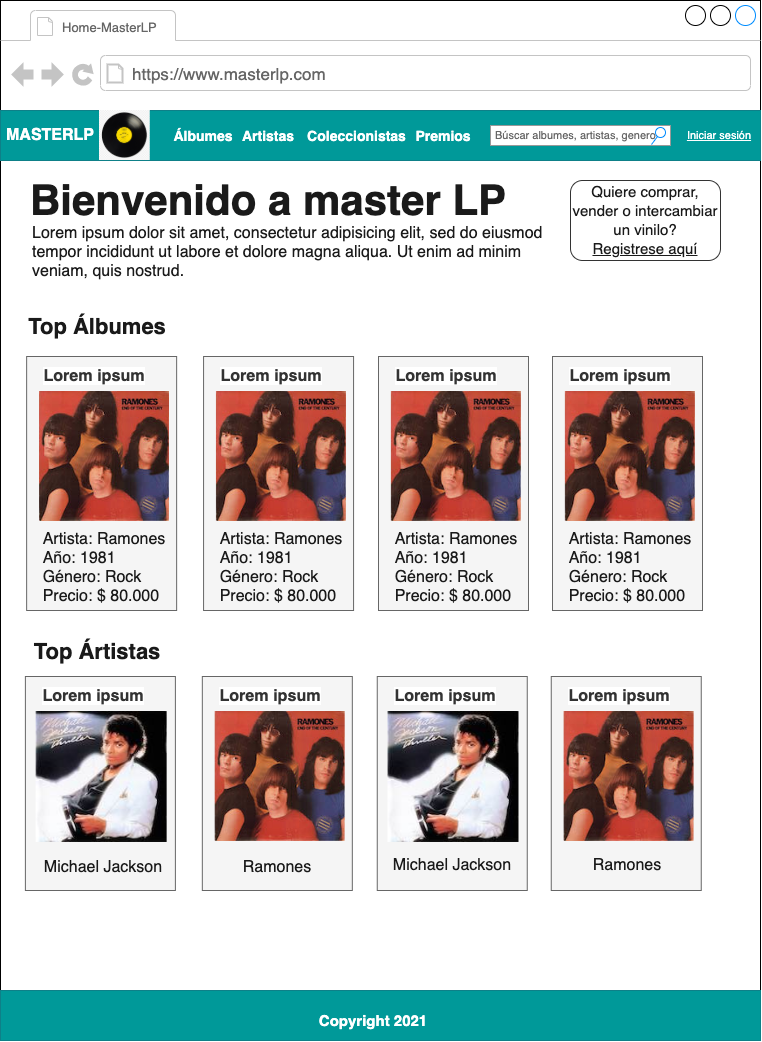 Home-MasterLP
https://www.masterlp.com
MASTERLP
Álbumes Artistas Coleccionistas Premios
Búscar albumes, artistas, genero
Iniciar sesión
Bienvenido a master LP
Lorem ipsum dolor sit amet, consectetur adipisicing elit, sed do eiusmod
tempor incididunt ut labore et dolore magna aliqua. Ut enim ad minim
veniam, quis nostrud.
Quiere comprar,
vender o intercambiar
un vinilo?
Registrese aquí
Top Álbumes
Lorem ipsum
RAMONES
END OF THE CENTURY
Artista: Ramones
Año: 1981
Género: Rock
Precio: $ 80.000
Lorem ipsum
RAMONES
END OF THE CENTURY
Artista: Ramones
Año: 1981
Género: Rock
Precio: $ 80.000
Lorem ipsum
RAMONES
END OF THE CENTURY
Artista: Ramones
Año: 1981
Género: Rock
Precio: $ 80.000
Lorem ipsum
RAMONES
END OF THE CENTURY
Artista: Ramones
Año: 1981
Género: Rock
Precio: $ 80.000
Top Ártistas
Lorem ipsum
Michael
Jackson
Thriller
Michael Jackson
Lorem ipsum
RAMONES
END OF THE CENTURY
Ramones
Lorem ipsum
Michael
Jackson
Thriller
Michael Jackson
Lorem ipsum
RAMONES
END OF THE CENTURY
Ramones
Copyright 2021